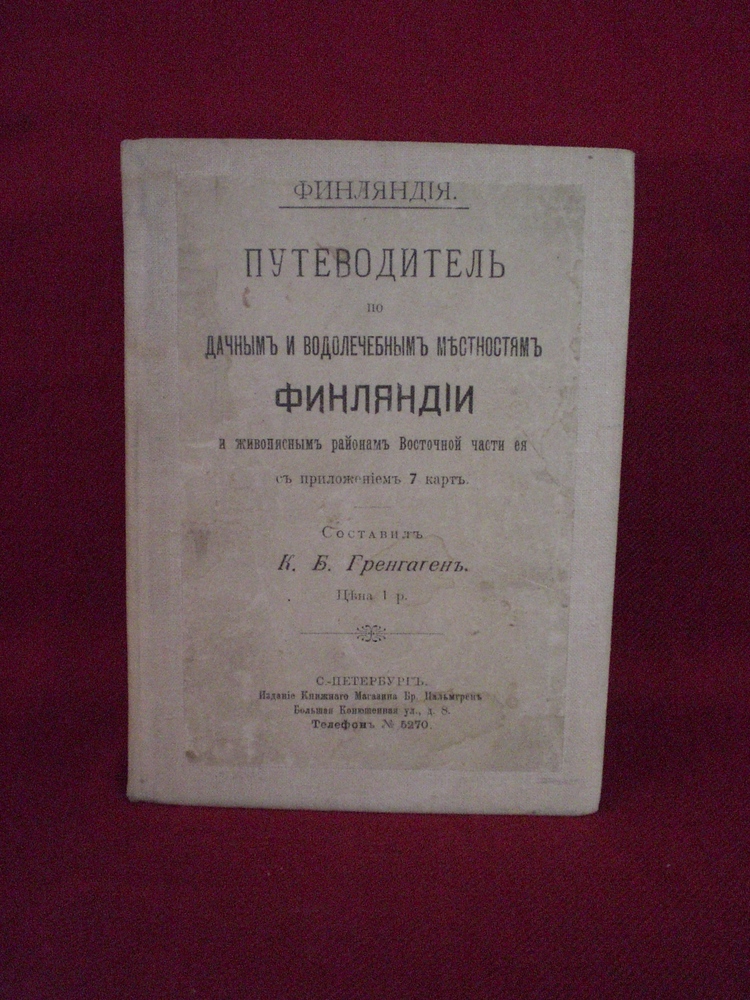 ФИНЛЯНДІЯ.
ПУТЕВОДИТЕЛЬ
по
ДАЧНЫМЪ И ВОДОЛЕЧЕБНЫМЪ МѢСТНОСТЯМЪ
ФИНЛЯНДІИ
и живописнымъ районамъ Восточной части ея
съ приложеніемъ 7 картъ.
Составилъ
К. Б. Гренгагенъ.
Цѣна 1 р.
С.-ПЕТЕРБУРГЪ.
Изданіе Книжнаго Магазина Бр. Пальмгренъ
Большая Конюшенная ул., д. 8.
Телефонъ № 5270.